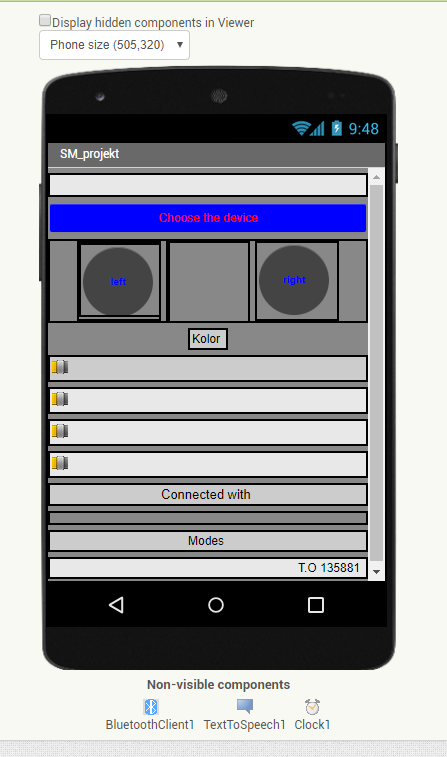 Display hidden components in Viewer
Phone size (505,320)
9:48
SM_projekt
Choose the device
left
right
Kolor
Connected with
Modes
T.O 135881
Non-visible components
BluetoothClient1 TextToSpeech1 Clock1